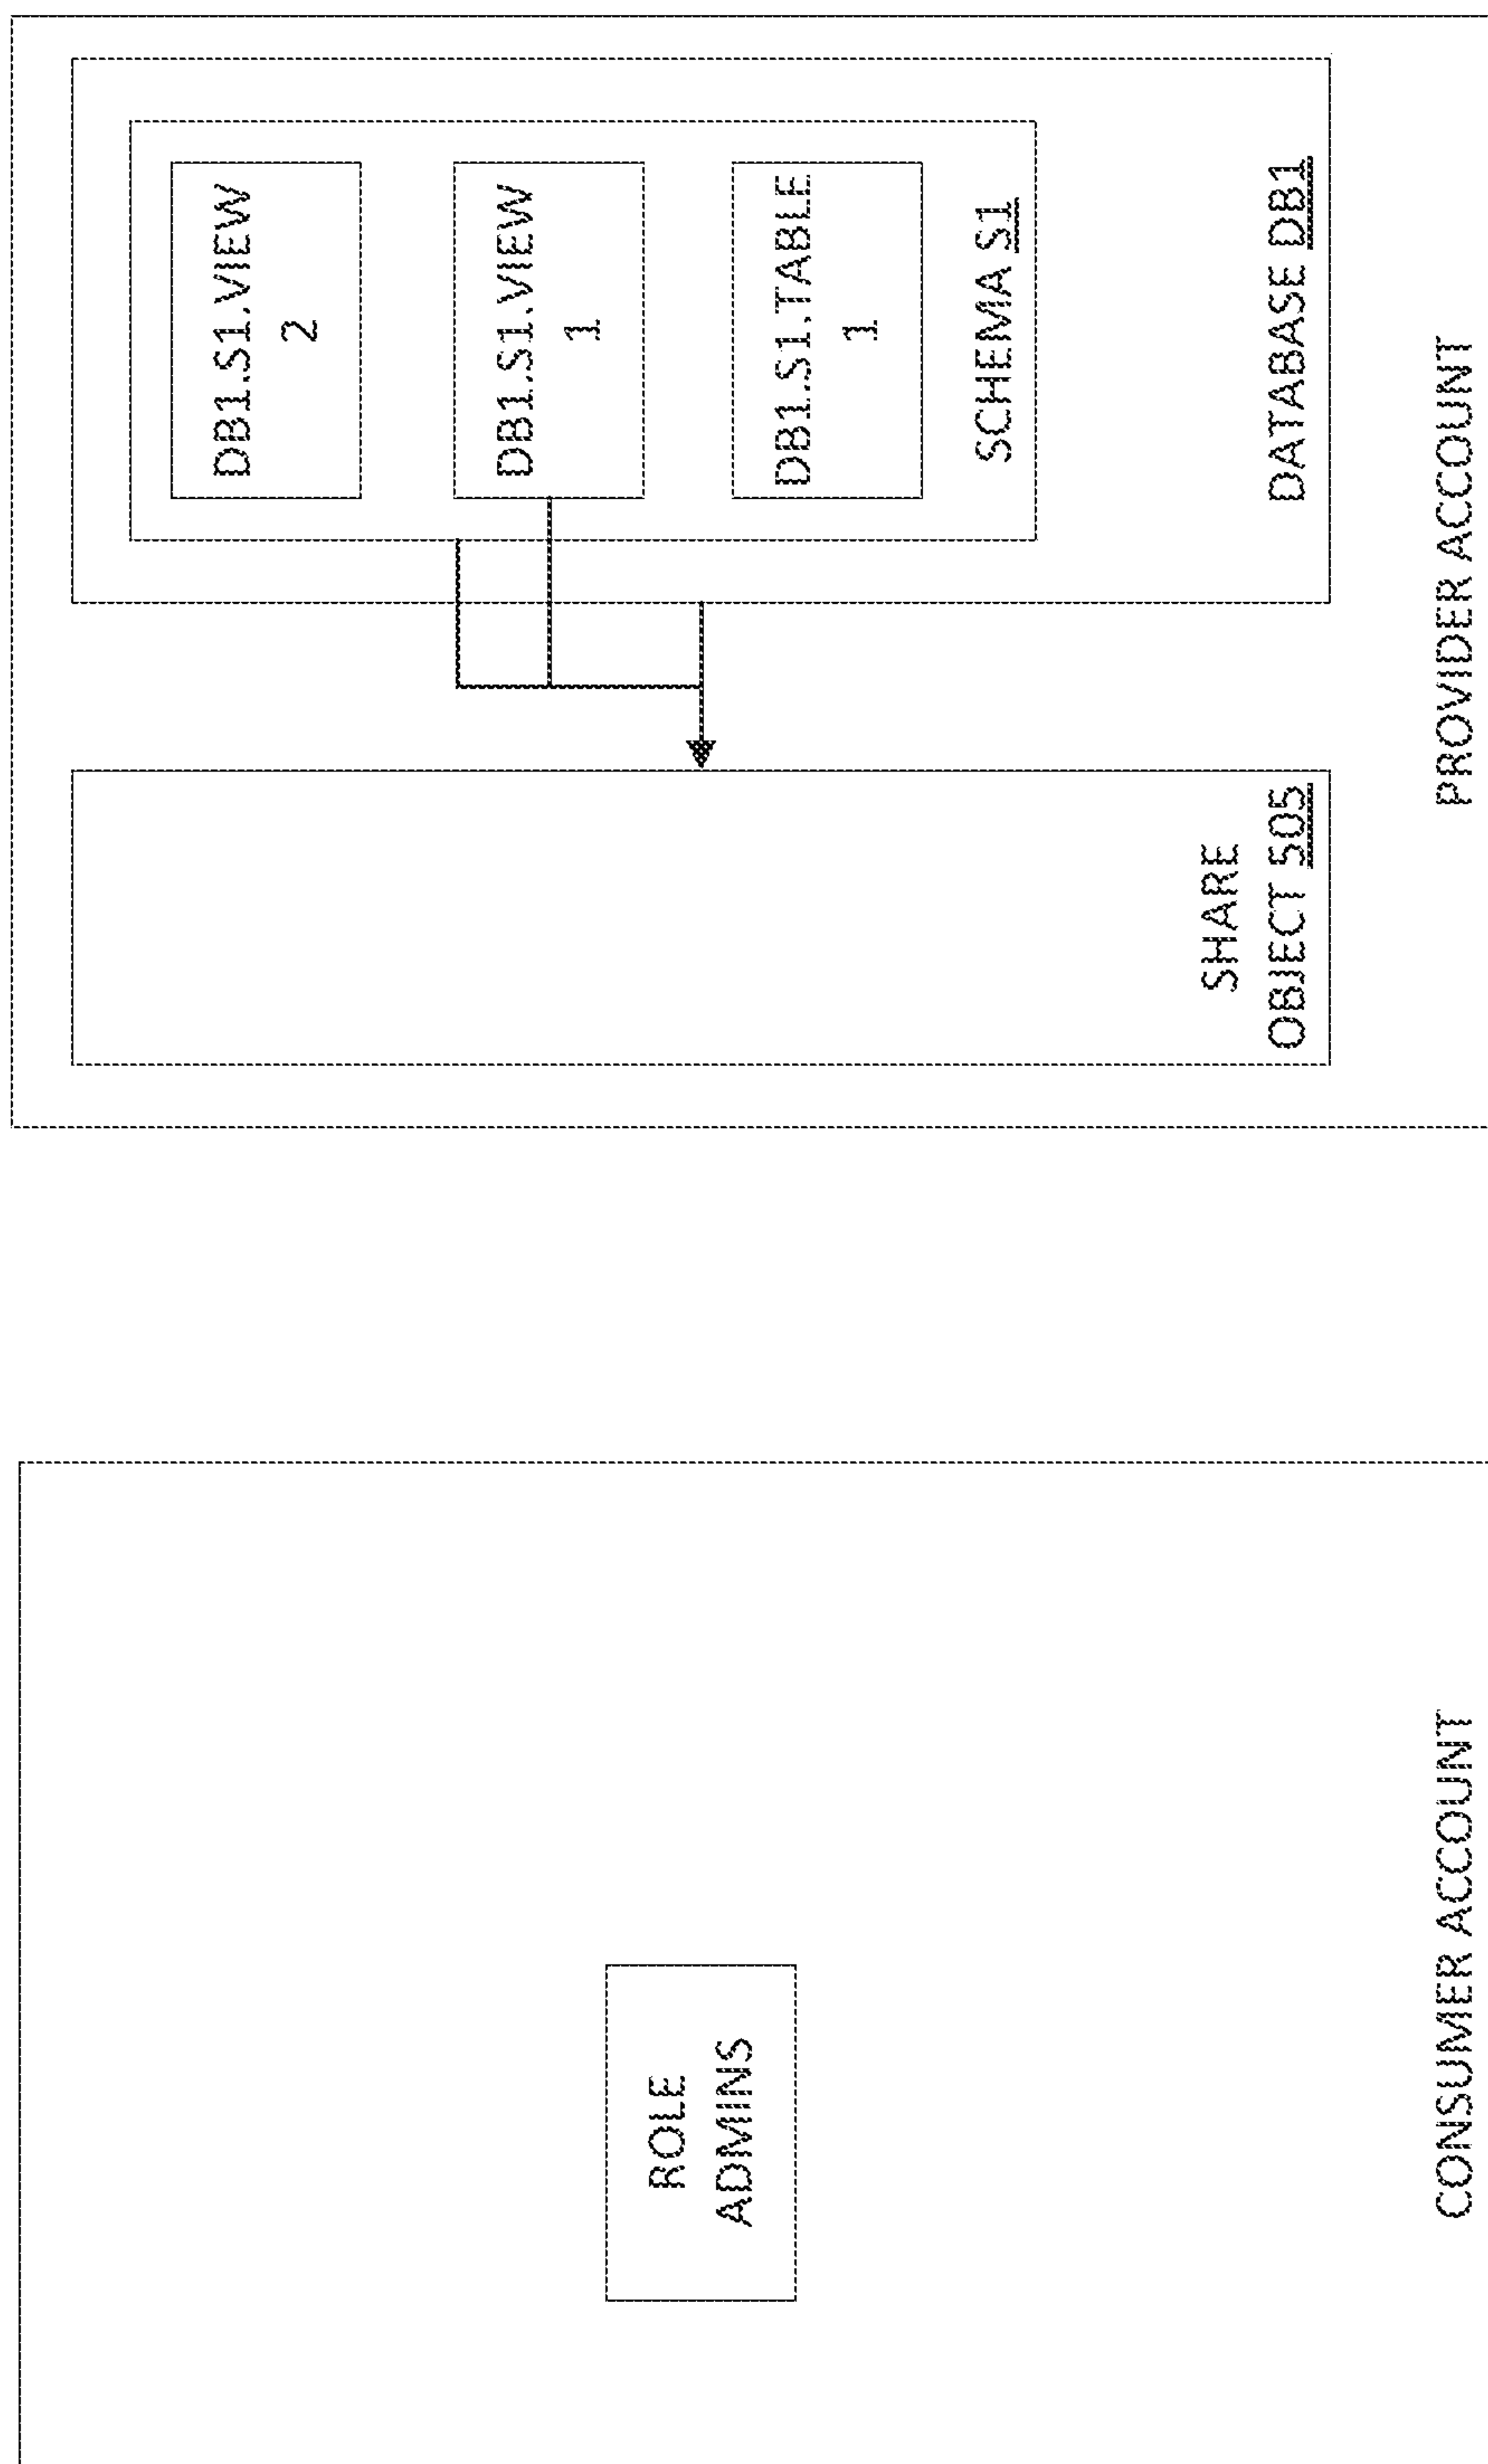 ROLE
ADMINS
CONSUMER ACCOUNT
SHARE
OBJECT 505
DB1.S1.VIEW
2
DB1.S1.VIEW
1
DB1.S1.TABLE
1
SCHEMA S1
DATABASE DB1
PROVIDER ACCOUNT